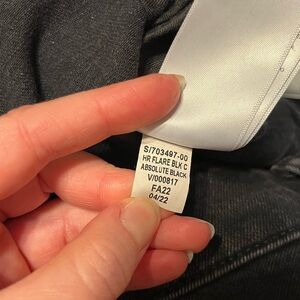 S/703497-00
HR FLARE BLK C
ABSOLUTE BLACK
V/000817
FA22
04/22